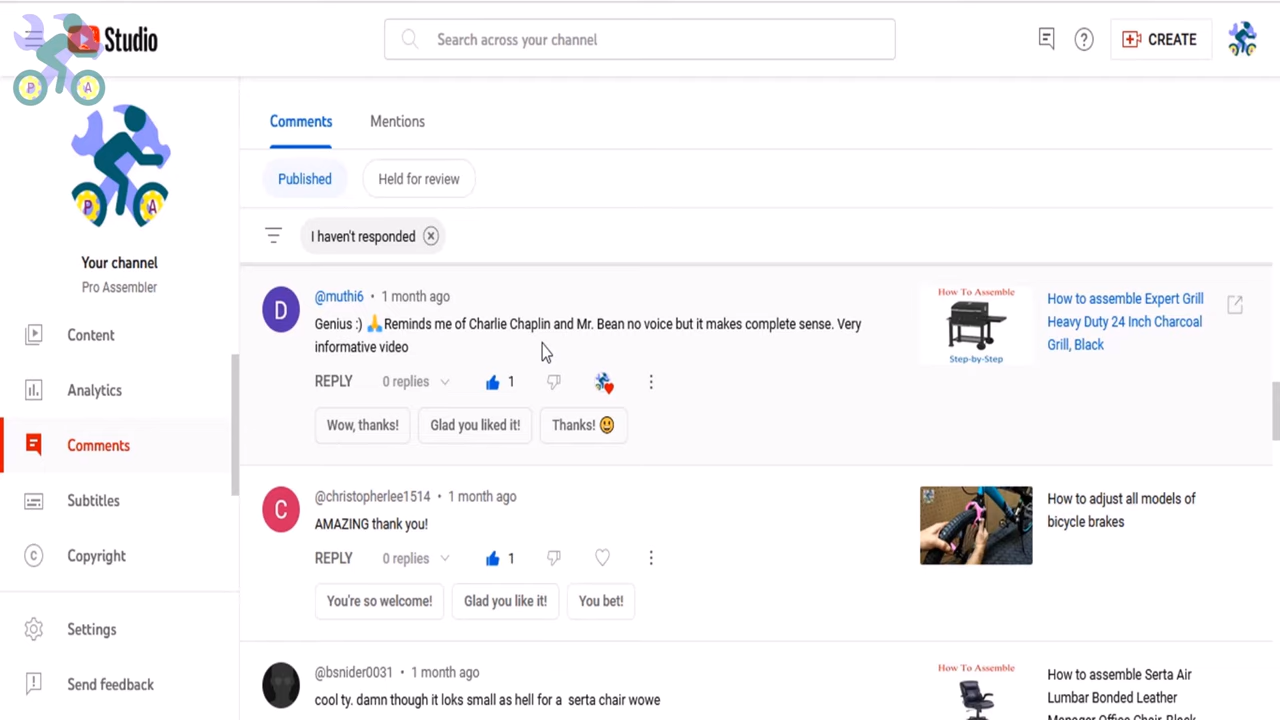 Studio
Search across your channel
CREATE
P A
P A
Your channel
Pro Assembler
Content
Analytics
Comments
Subtitles
Copyright
Settings
Send feedback
Comments Mentions
Published Held for review
I haven't responded
@muthi6 • 1 month ago
D
Genius :) 🙏Reminds me of Charlie Chaplin and Mr. Bean no voice but it makes complete sense. Very
informative video
REPLY 0 replies 1
Wow, thanks! Glad you liked it! Thanks! 😃
How To Assemble
Step-by-Step
How to assemble Expert Grill
Heavy Duty 24 Inch Charcoal
Grill, Black
@christopherlee1514 • 1 month ago
C
AMAZING thank you!
REPLY 0 replies 1
You're so welcome! Glad you like it! You bet!
How to adjust all models of
bicycle brakes
@bsnider0031 • 1 month ago
cool ty. damn though it loks small as hell for a serta chair wowe
How To Assemble
How to assemble Serta Air
Lumbar Bonded Leather
Manager Office Chair, Black